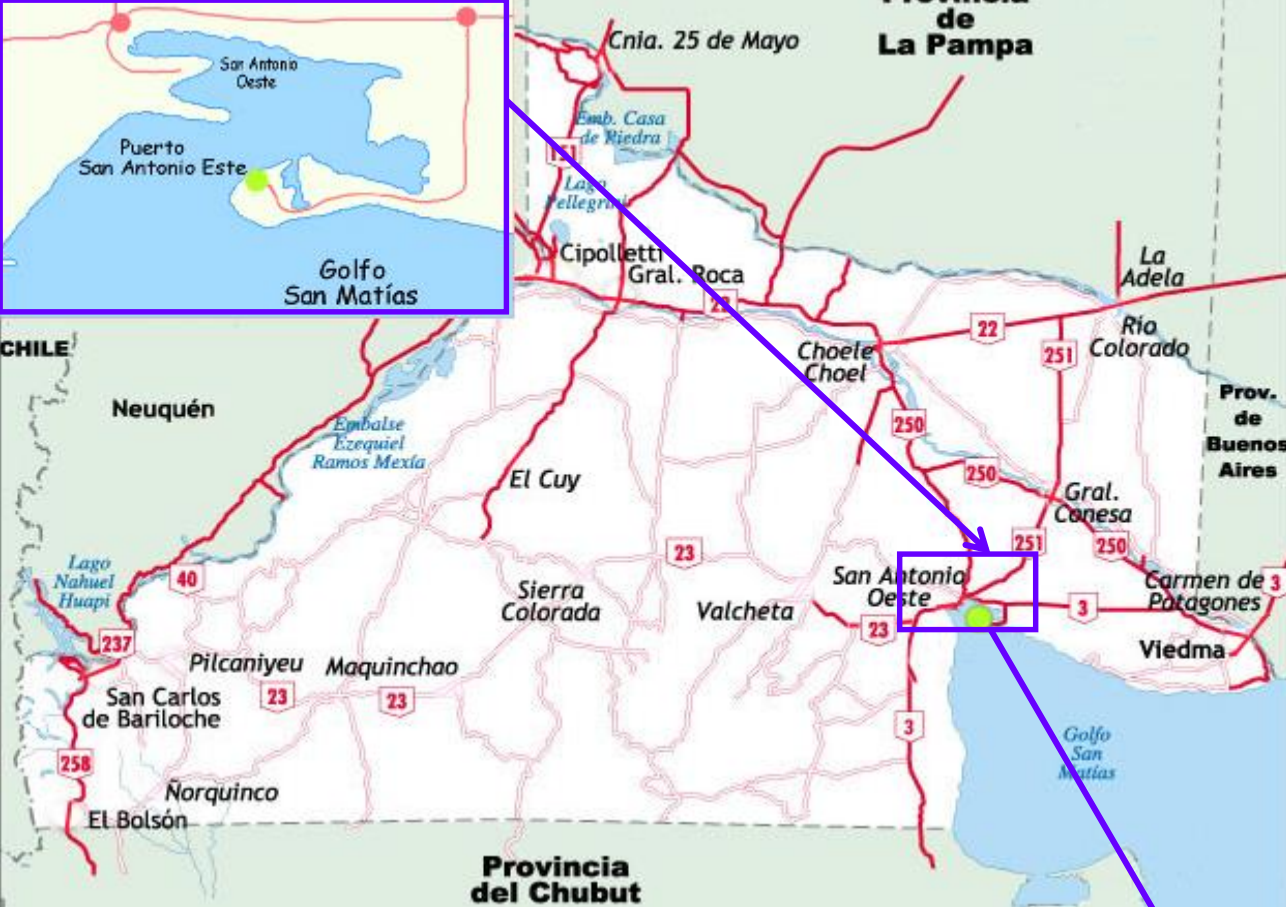 San Antonio
Oeste
Puerto
San Antonio Este
Golfo
San Matías
de
La Pampa
Cnia. 25 de Mayo
Emb. Casa
de Piedra
151
Lago
Pellegrini
Cipolletti
Gral. Roca
22
La
Adela
22
Río
Colorado
251
CHILE
Choele
Choel
Neuquén
Prov.
de
Buenos
Aires
Embalse
Ezequiel
Ramos Mexía
250
El Cuy
250
Gral.
Conesa
251
250
23
Lago
Nahuel
Huapi
40
San Antonio
Oeste
Sierra
Colorada
Valcheta
Carmen de
Patagones
3
3
23
237
Viedma
Pilcaniyeu
Maquinchao
San Carlos
de Bariloche
23
23
3
Golfo
San
Matías
258
Ñorquinco
El Bolsón
Provincia
del Chubut